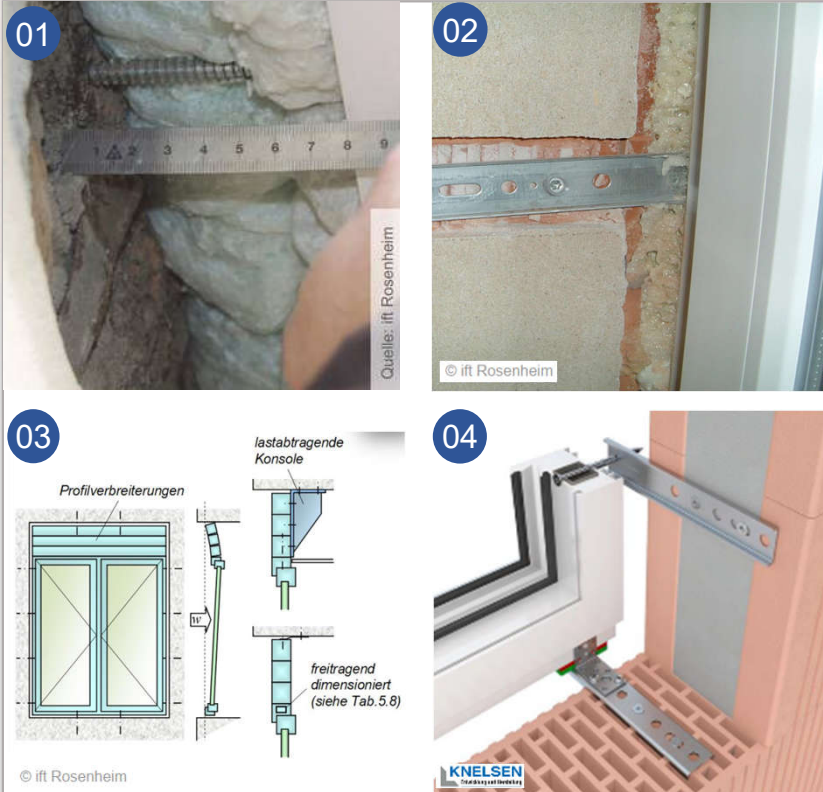 01
1 2 3 4 5 6 7 8 9
Quelle: ift Rosenheim
02
© ift Rosenheim
03
Profilverbreiterungen
lastabtragende
Konsole
w
freitragend
dimensioniert
(siehe Tab.5.8)
© ift Rosenheim
04
KNELSEN